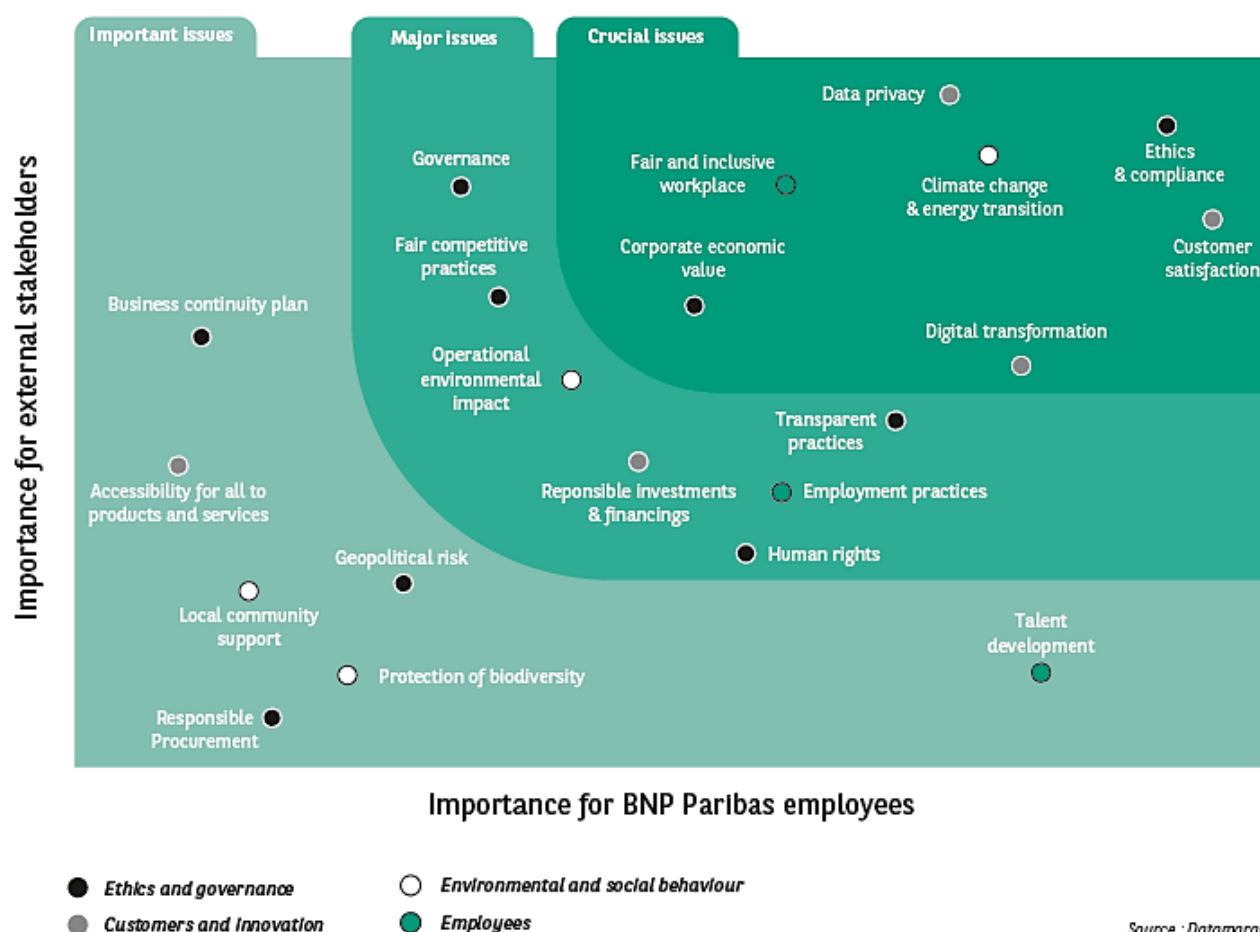 Important issues
Major issues
Crucial issues
Data privacy
Ethics
& compliance
Governance
Fair and inclusive
workplace
Climate change
& energy transition
Fair competitive
practices
Corporate economic
value
Customer
satisfaction
Business continuity plan
Digital transformation
Operational
environmental
impact
Transparent
practices
Accessibility for all to
products and services
Reponsible investments
& financings
Employment practices
Geopolitical risk
Human rights
Local community
support
Talent
development
Protection of biodiversity
Responsible
Procurement
Importance for external stakeholders
Importance for BNP Paribas employees
Ethics and governance
Environmental and social behaviour
Customers and innovation
Employees
Source : Datamara